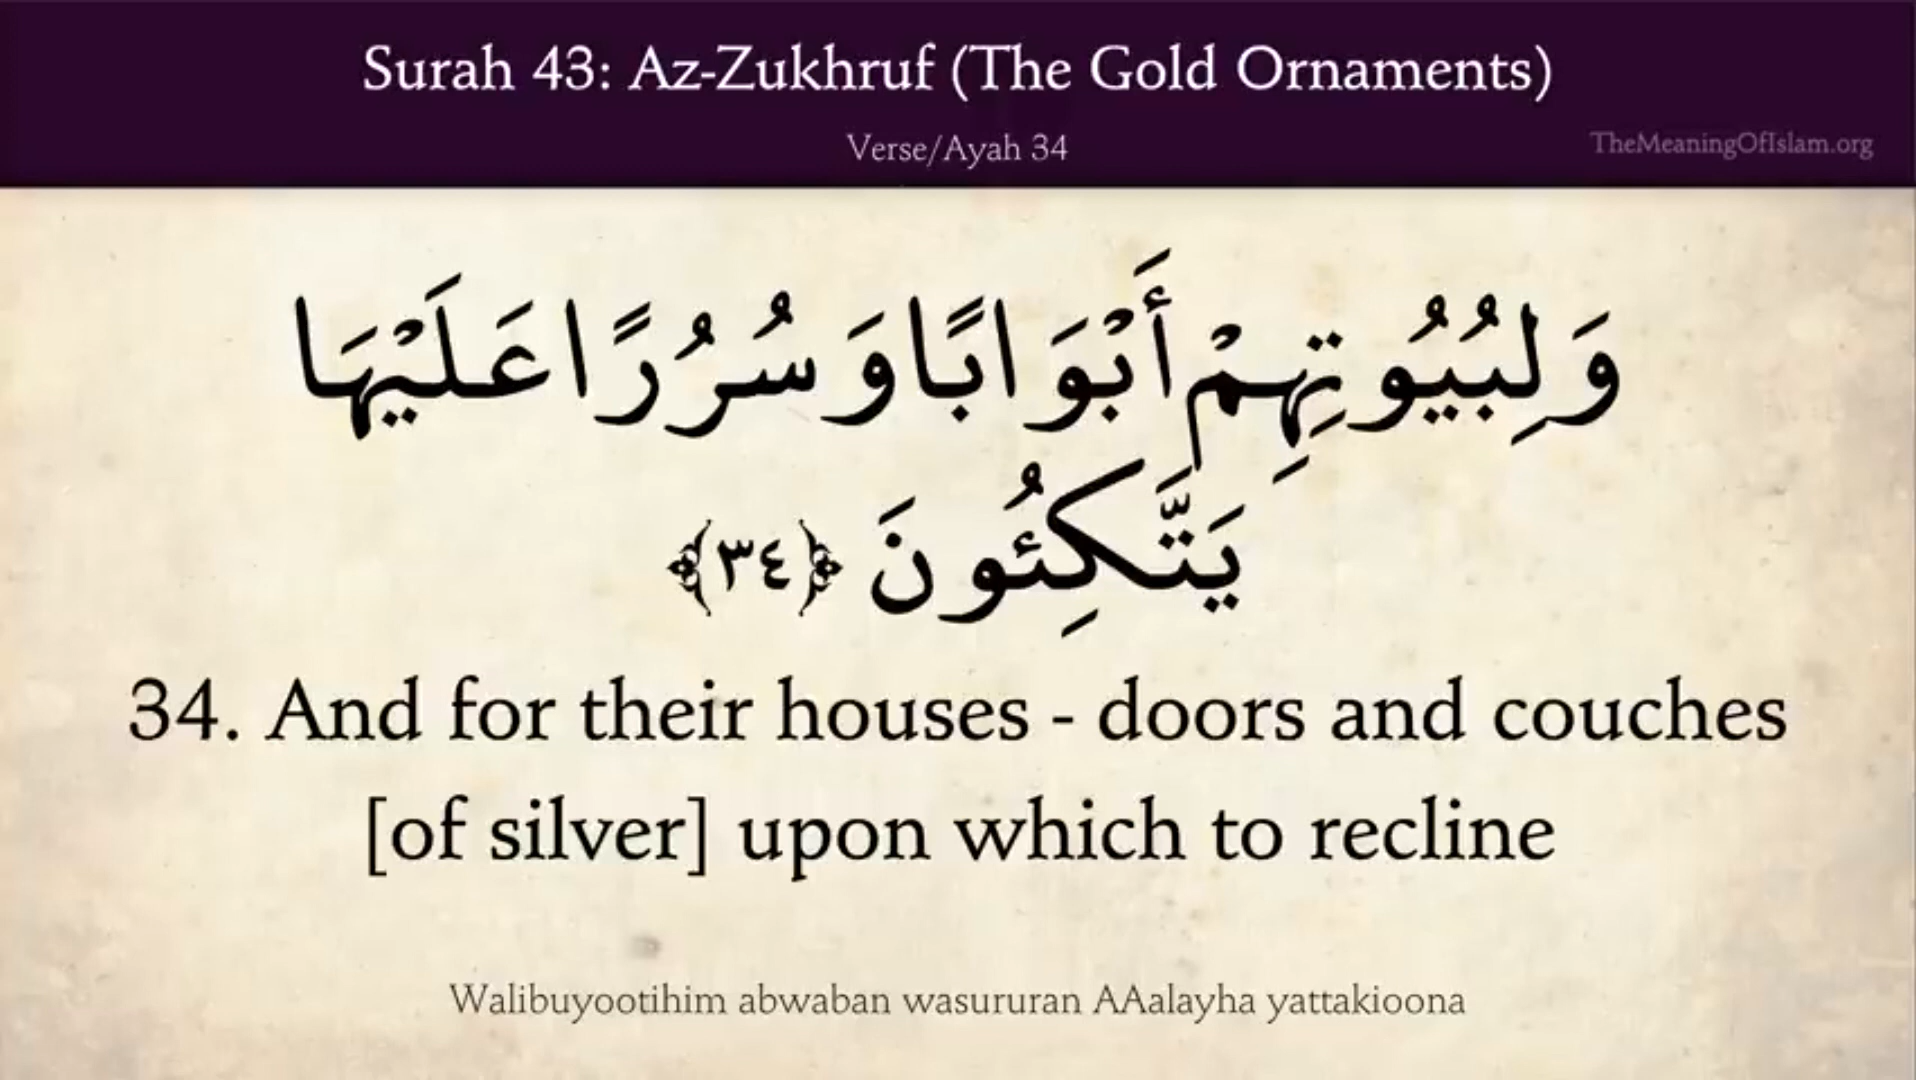 Surah 43: Az-Zukhruf (The Gold Ornaments)
Verse/Ayah 34
TheMeaningOfIslam.org
وَلِبُيُوتِهِمْ أَبْوَابًا وَسُرُرًا عَلَيْهَا
يَتَّكِئُونَ ﴿٣٤﴾
34. And for their houses - doors and couches
[of silver] upon which to recline
Walibuyootihim abwaban wasururan AAalayha yattakioona